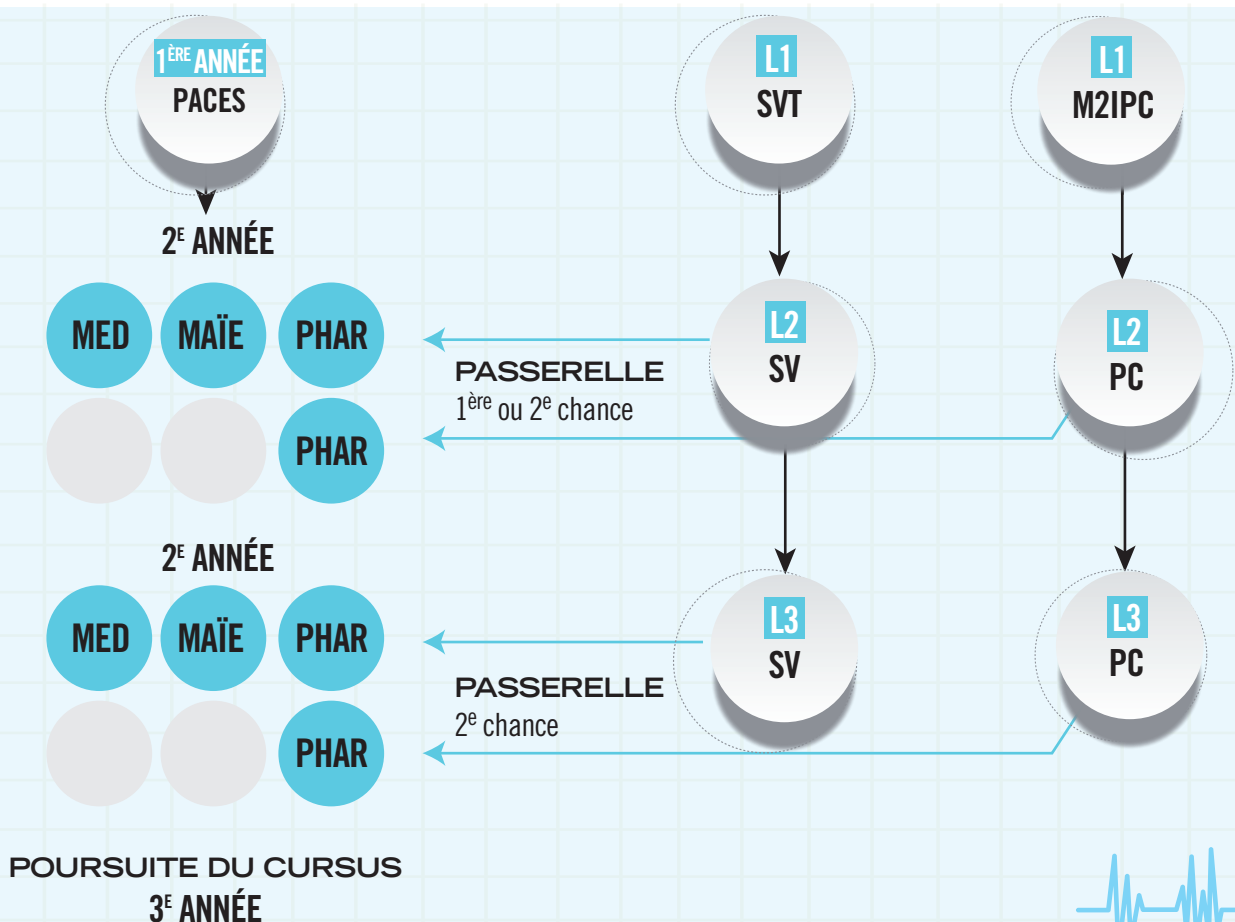 1ÈRE ANNÉE
PACES
L1
SVT
L1
M2IPC
2E ANNÉE
MED MAÏE PHAR
PHAR
PASSERELLE
1ère ou 2e chance
L2
SV
L2
PC
2E ANNÉE
MED MAÏE PHAR
PHAR
PASSERELLE
2e chance
L3
SV
L3
PC
POURSUITE DU CURSUS
3E ANNÉE